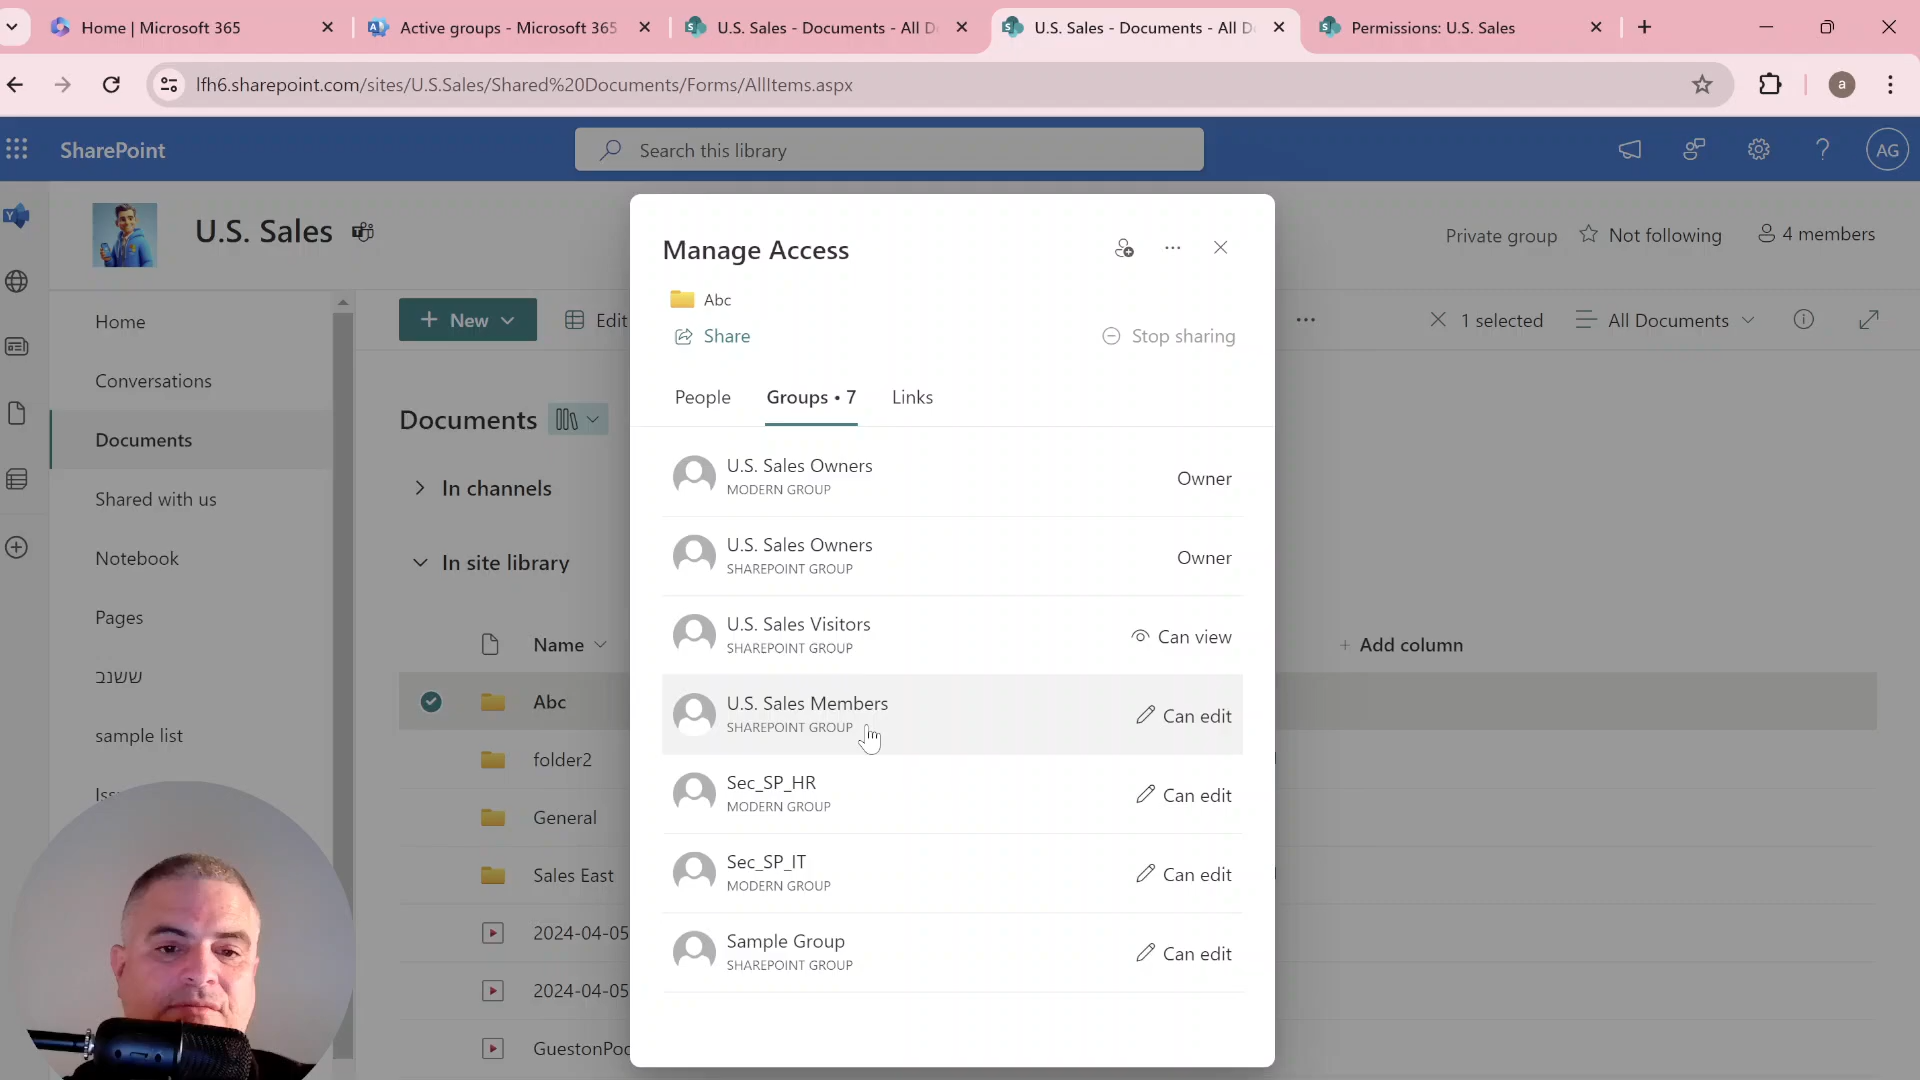 Home | Microsoft 365
Active groups - Microsoft 365
U.S. Sales - Documents - All D
U.S. Sales - Documents - All D
Permissions: U.S. Sales
lfh6.sharepoint.com/sites/U.S.Sales/Shared%20Documents/Forms/AllItems.aspx
a
SharePoint
Search this library
AG
U.S. Sales
Private group
Not following
4 members
Home
Conversations
Documents
Shared with us
Notebook
Pages
ששנב
sample list
Iss
New
Edit
1 selected
All Documents
Documents
In channels
In site library
Name
Add column
Abc
folder2
General
Sales East
2024-04-05
2024-04-05
GuestonPo
Manage Access
Abc
Share
Stop sharing
People
Groups • 7
Links
U.S. Sales Owners
MODERN GROUP
Owner
U.S. Sales Owners
SHAREPOINT GROUP
Owner
U.S. Sales Visitors
SHAREPOINT GROUP
Can view
U.S. Sales Members
SHAREPOINT GROUP
Can edit
Sec_SP_HR
MODERN GROUP
Can edit
Sec_SP_IT
MODERN GROUP
Can edit
Sample Group
SHAREPOINT GROUP
Can edit